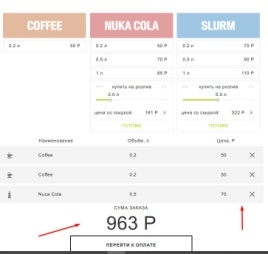 COFFEE NUKA COLA SLURM
0.2 л 50 Р 0.2 л 50 Р 0.2 л 70 Р
0.5 л 70 Р 0.5 л 90 Р
1 л 85 Р 1 л 110 Р
купить на розлив купить на розлив
2.0 л 5.0 л
цена со скидкой: 161 Р цена со скидкой: 522 Р
ГОТОВО ГОТОВО
Наименование Объём, л Цена, Р
Coffee 0.2 50
Coffee 0.2 50
Nuka Cola 0.5 70
СУМА ЗАКАЗА
963 Р
ПЕРЕЙТИ К ОПЛАТЕ